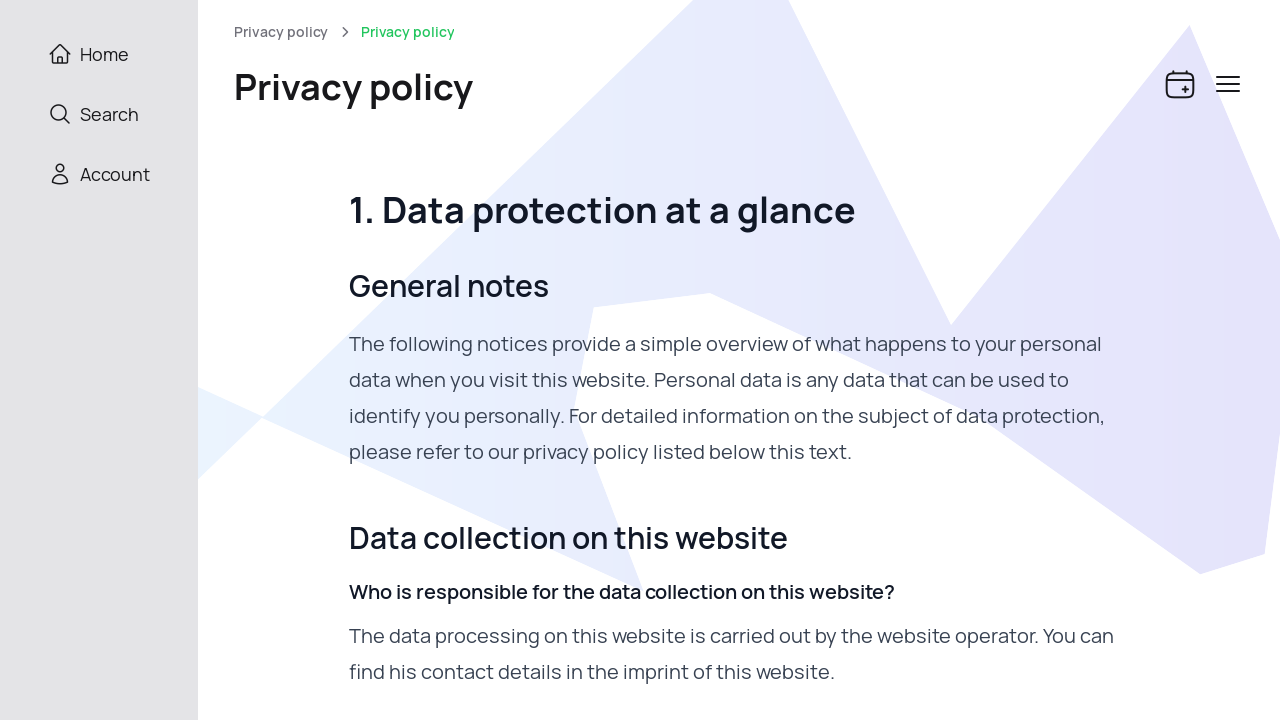 Home
Search
Account
Privacy policy > Privacy policy
Privacy policy
1. Data protection at a glance
General notes
The following notices provide a simple overview of what happens to your personal
data when you visit this website. Personal data is any data that can be used to
identify you personally. For detailed information on the subject of data protection,
please refer to our privacy policy listed below this text.
Data collection on this website
Who is responsible for the data collection on this website?
The data processing on this website is carried out by the website operator. You can
find his contact details in the imprint of this website.